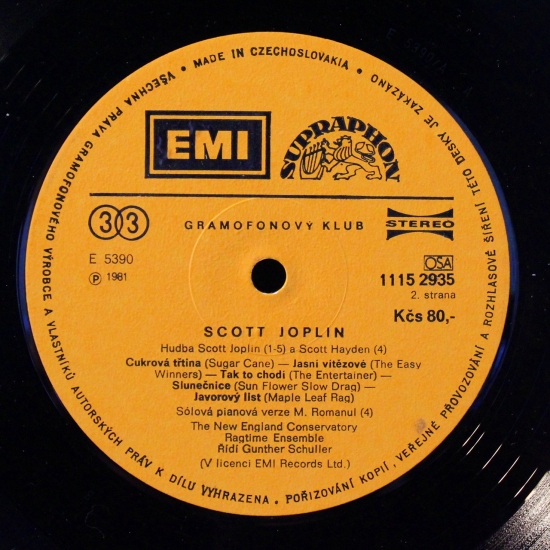 VŠECHNA PRÁVA GRAMOFONOVÉHO VÝROBCE A VLASTNÍKŮ AUTORSKÝCH PRÁV K DÍLU VYHRAZENA. POŘIZOVÁNÍ KOPIÍ, VEŘEJNÉ PROVOZOVÁNÍ A ROZHLASOVÉ ŠÍŘENÍ TÉTO DESKY JE ZAKÁZÁNO
• MADE IN CZECHOSLOVAKIA •
EMI
SUPRAPHON
33
GRAMOFONOVÝ KLUB
STEREO
E 5390
Ⓟ 1981
OSA
1115 2935
2. strana
Kčs 80,-
SCOTT JOPLIN
Hudba Scott Joplin (1-5) a Scott Hayden (4)
Cukrová třtina (Sugar Cane) — Jasní vítězové (The Easy
Winners) — Tak to chodí (The Entertainer) —
Slunečnice (Sun Flower Slow Drag) —
Javorový list (Maple Leaf Rag)
Sólová pianová verze M. Romanul (4)
The New England Conservatory
Ragtime Ensemble
Řídí Gunther Schuller
(V licenci EMI Records Ltd.)